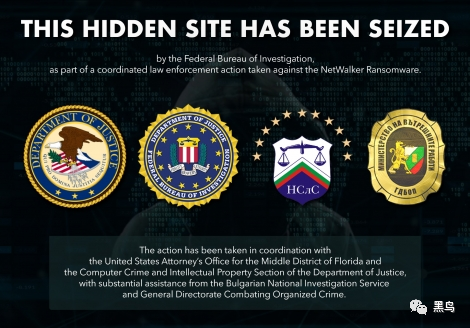 THIS HIDDEN SITE HAS BEEN SEIZED
by the Federal Bureau of Investigation,
as part of a coordinated law enforcement action taken against the NetWalker Ransomware.
DEPARTMENT OF JUSTICE
DEPARTMENT OF JUSTICE
FEDERAL BUREAU OF INVESTIGATION
НСлС
МИНИСТЕРСТВО НА ВЪТРЕШНИТЕ РАБОТИ
ГДБОП
The action has been taken in coordination with
the United States Attorney's Office for the Middle District of Florida and
the Computer Crime and Intellectual Property Section of the Department of Justice,
with substantial assistance from the Bulgarian National Investigation Service
and General Directorate Combating Organized Crime.
黑鸟